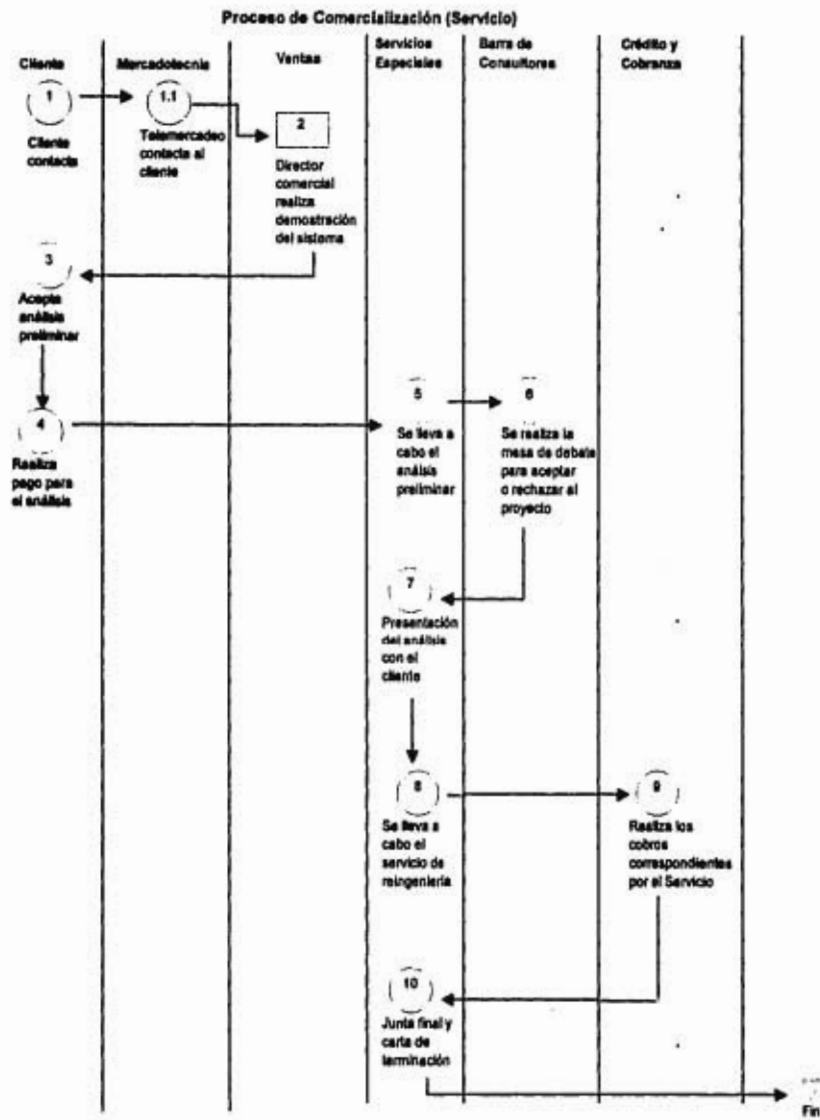 Proceso de Comercialización (Servicio)
Cliente
Mercadotecnia
Ventas
Servicios
Especiales
Barra de
Consultores
Crédito y
Cobranza
1
Cliente
contacta
1.1
Telemercadeo
contacta al
cliente
2
Director
comercial
realiza
demostración
del sistema
3
Acepta
análisis
preliminar
4
Realiza
pago para
el análisis
5
Se lleva a
cabo el
análsis
preliminar
6
Se realiza la
mesa de debate
para aceptar
o rechazar al
proyecto
7
Presentación
del análisis
con el
cliente
8
Se lleva a
cabo el
servicio de
reingeniería
9
Realiza los
cobros
correspondientes
por el Servicio
10
Junta final y
carta de
terminación
Fin